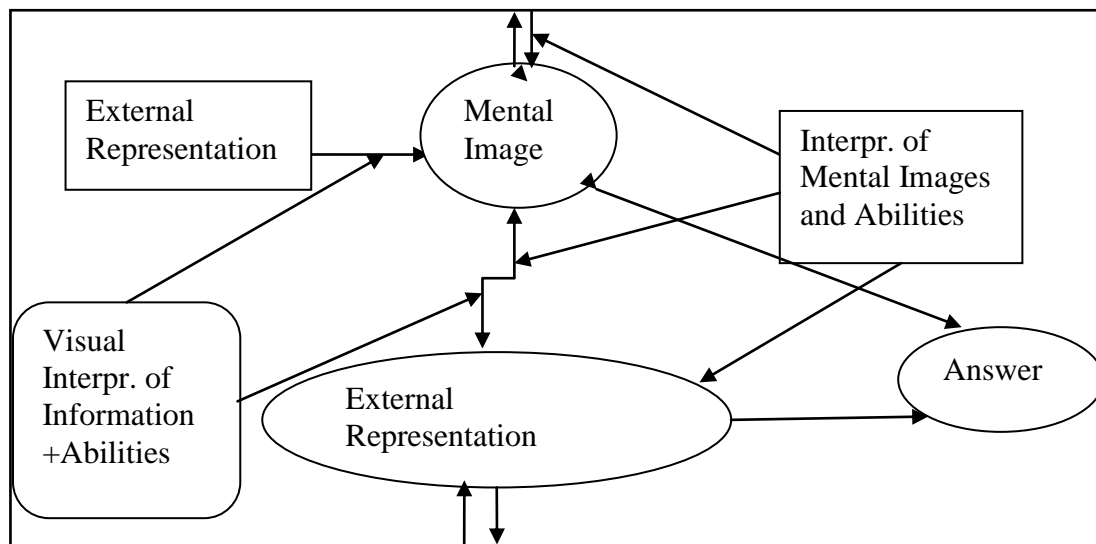 External
Representation
Mental
Image
Interpr. of
Mental Images
and Abilities
Visual
Interpr. of
Information
+Abilities
External
Representation
Answer